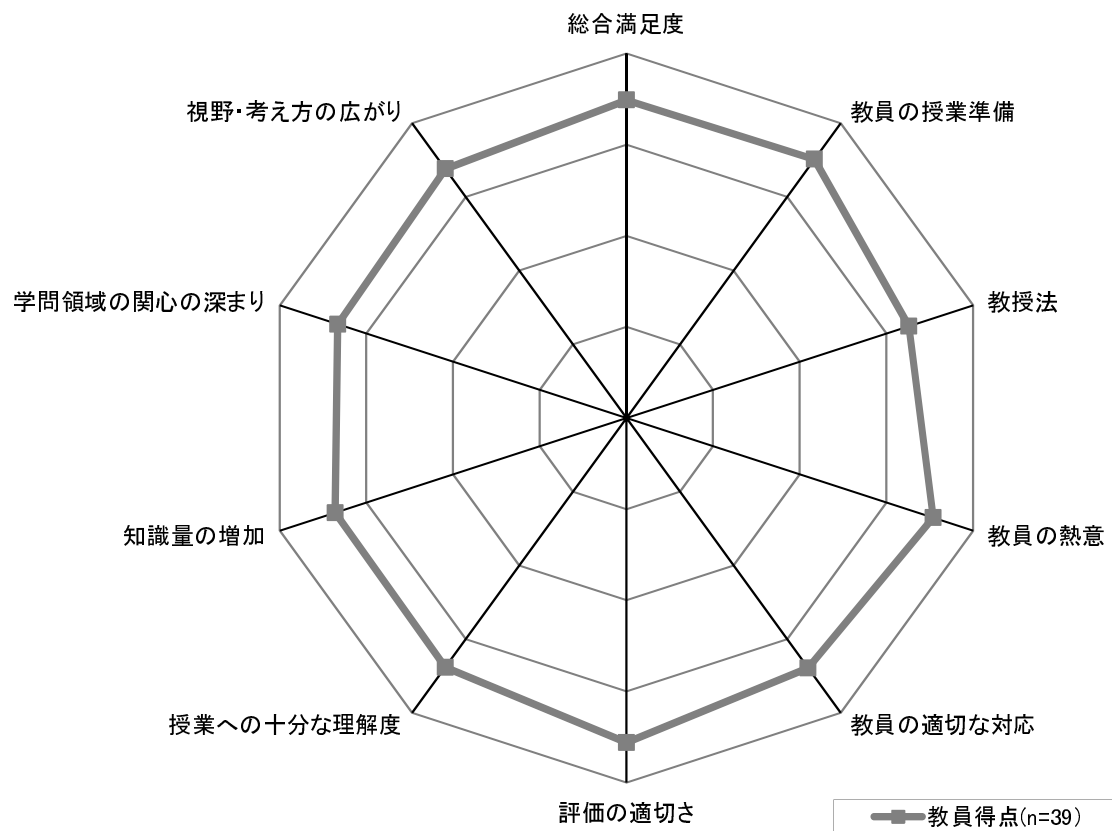 総合満足度
教員の授業準備
教授法
教員の熱意
教員の適切な対応
評価の適切さ
授業への十分な理解度
知識量の増加
学問領域の関心の深まり
視野・考え方の広がり
教員得点(n=39)